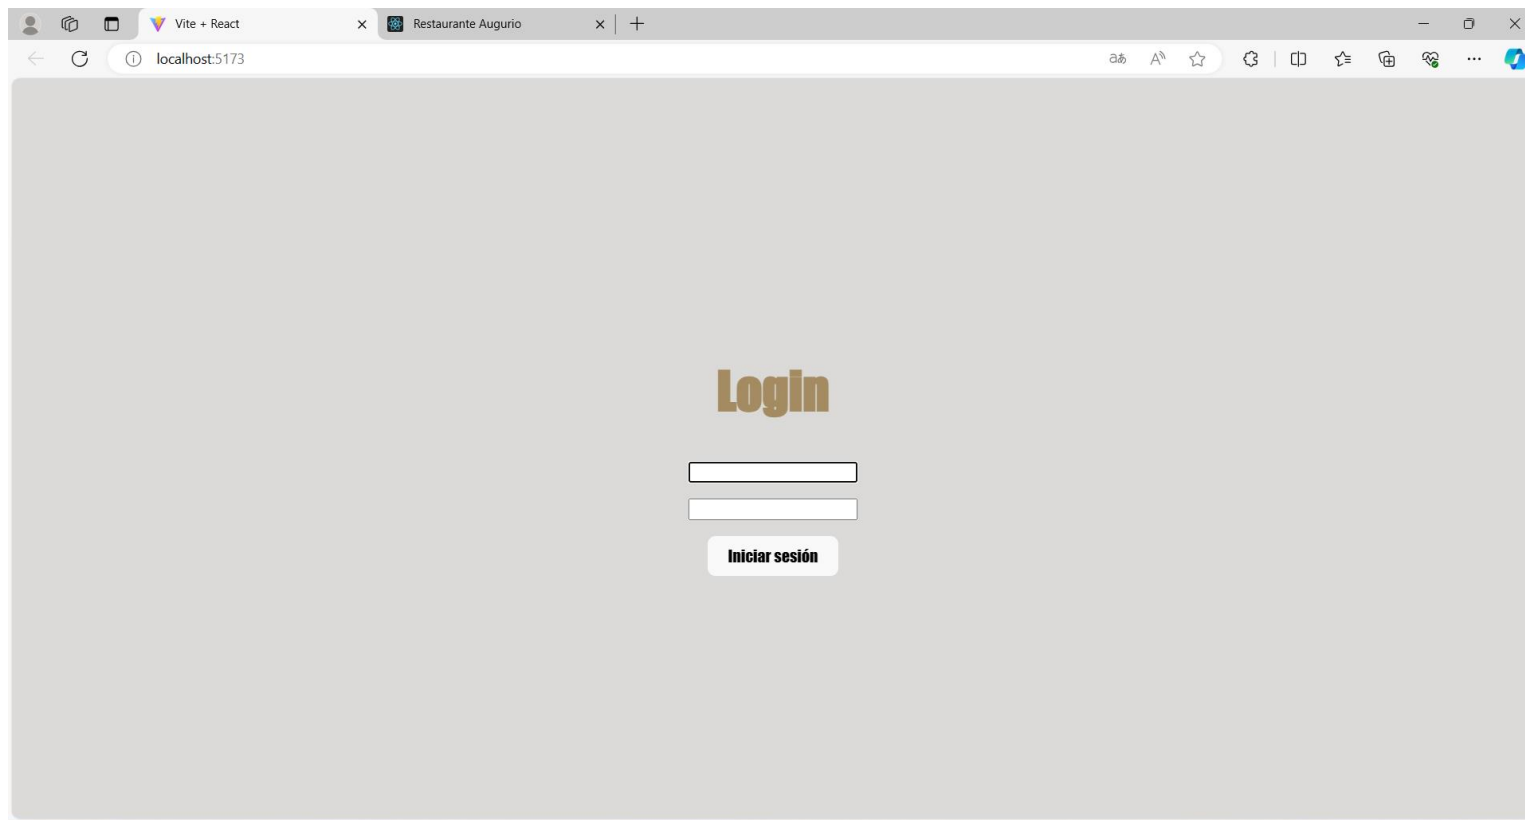 Vite + React
Restaurante Augurio
localhost:5173
Login
Iniciar sesión